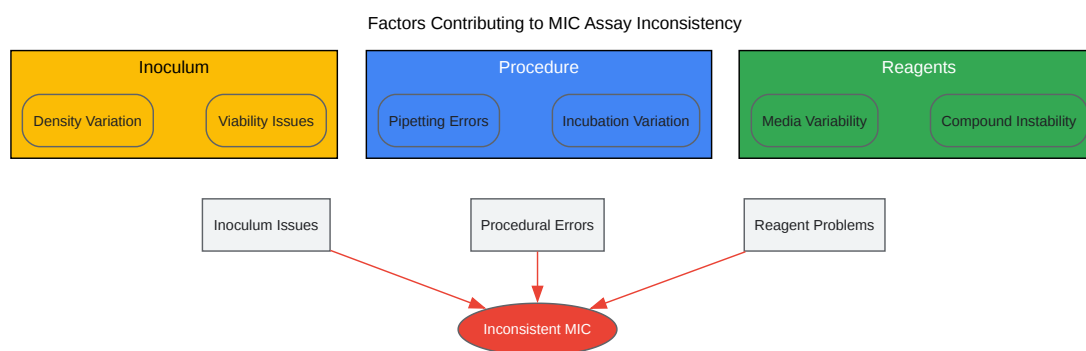 Factors Contributing to MIC Assay Inconsistency
Inoculum
Procedure
Reagents
Density Variation
Viability Issues
Pipetting Errors
Incubation Variation
Media Variability
Compound Instability
Inoculum Issues
Procedural Errors
Reagent Problems
Inconsistent MIC